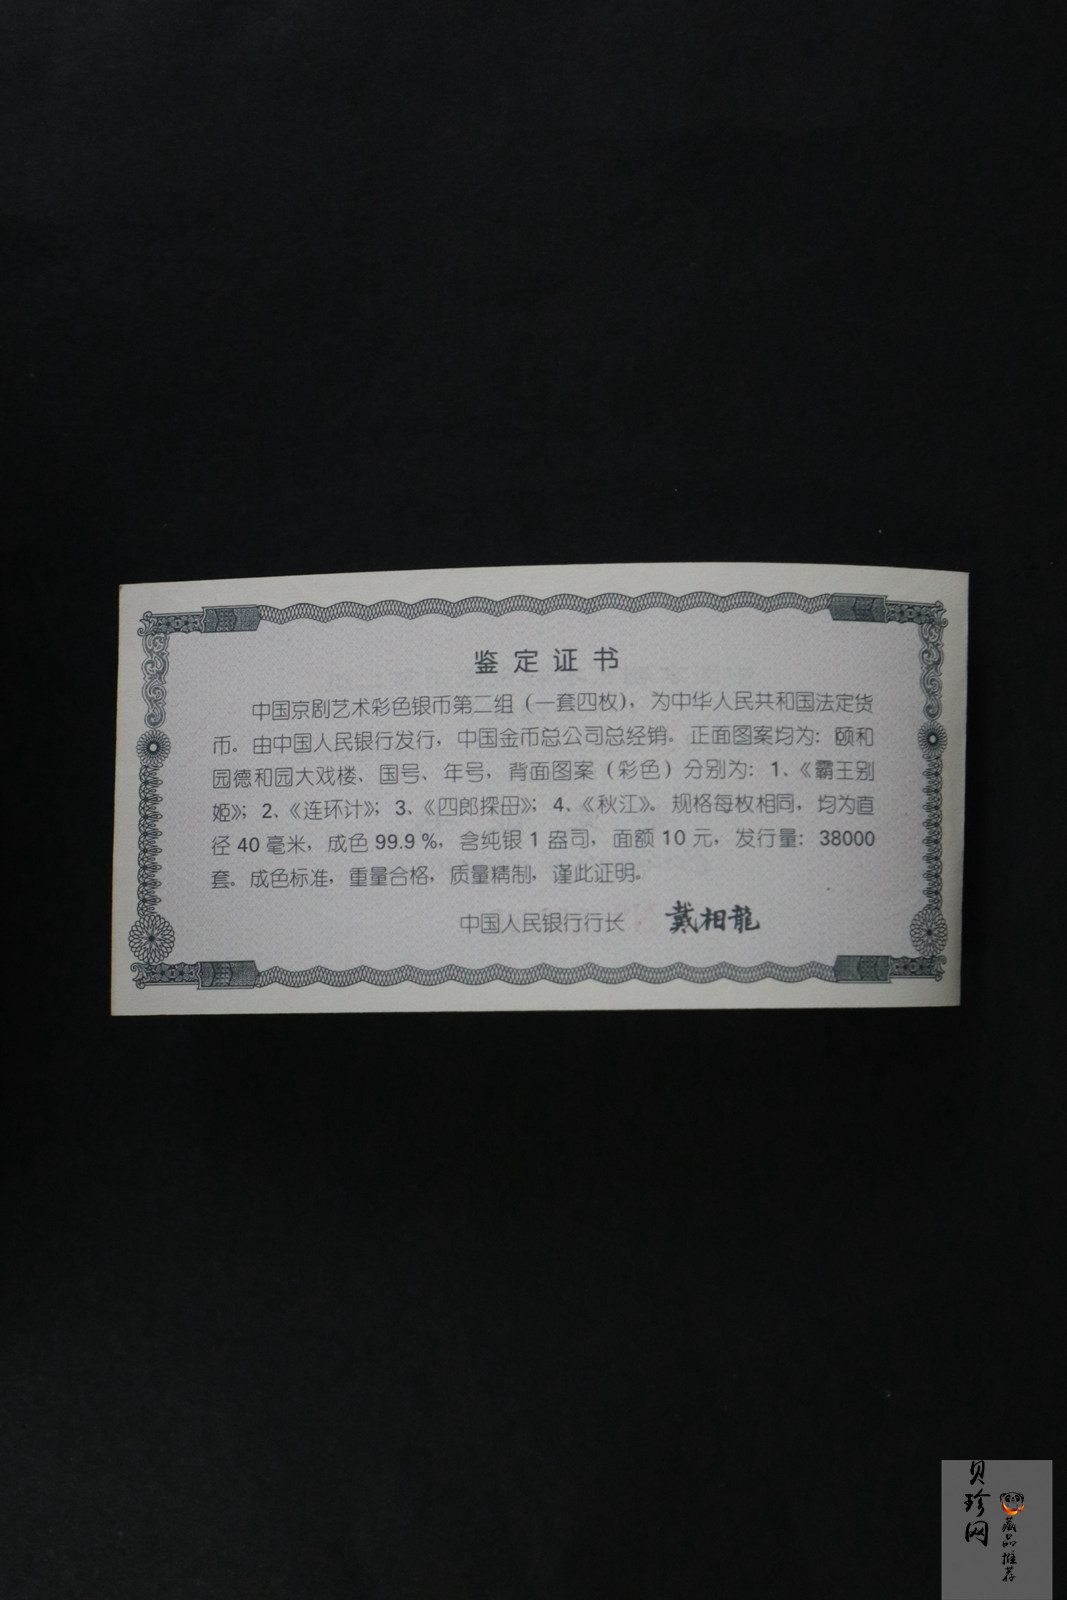 鉴定证书
中国京剧艺术彩色银币第二组（一套四枚），为中华人民共和国法定货
币。由中国人民银行发行，中国金币总公司总经销。正面图案均为：颐和
园德和园大戏楼、国号、年号，背面图案（彩色）分别为：1、《霸王别
姬》；2、《连环计》；3、《四郎探母》；4、《秋江》。规格每枚相同，均为直
径40毫米，成色99.9%，含纯银1盎司，面额10元，发行量：38000
套。成色标准，重量合格，质量精制，谨此证明。
中国人民银行行长 戴相龍
贝珍网
藏品推荐